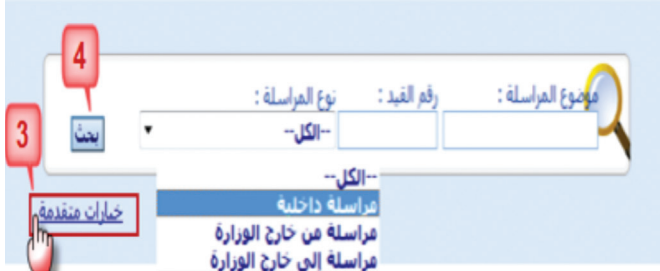 4
موضوع المراسلة : رقم القيد : نوع المراسلة :
3
--الكل-- بحث
--الكل--
مراسلة داخلية
خيارات متقدمة
مراسلة من خارج الوزارة
مراسلة إلى خارج الوزارة